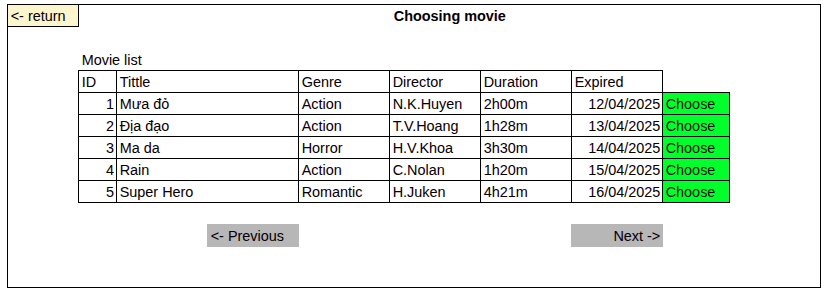 <- return Choosing movie
Movie list
ID Tittle Genre Director Duration Expired
1 Mưa đỏ Action N.K.Huyen 2h00m 12/04/2025 Choose
2 Địa đạo Action T.V.Hoang 1h28m 13/04/2025 Choose
3 Ma da Horror H.V.Khoa 3h30m 14/04/2025 Choose
4 Rain Action C.Nolan 1h20m 15/04/2025 Choose
5 Super Hero Romantic H.Juken 4h21m 16/04/2025 Choose
<- Previous Next ->